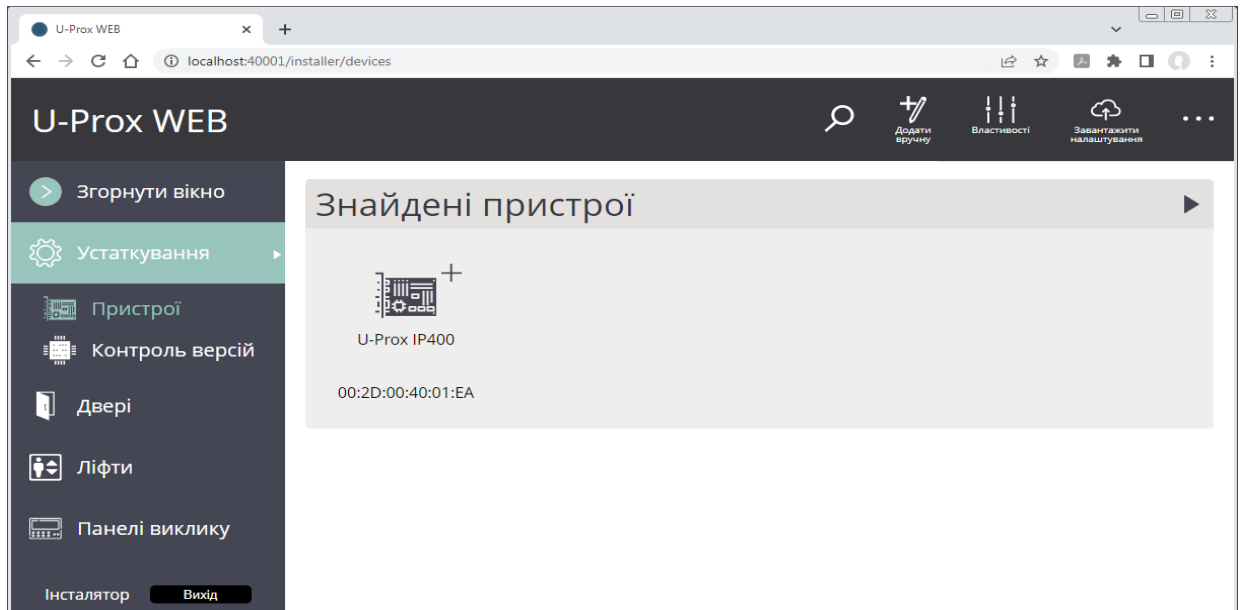 U-Prox WEB
localhost:40001/installer/devices
U-Prox WEB
Додати
вручну
Властивості
Завантажити
налаштування
Згорнути вікно
Знайдені пристрої
Устаткування
Пристрої
U-Prox IP400
Контроль версій
00:2D:00:40:01:EA
Двері
Ліфти
Панелі виклику
Інсталятор
Вихід